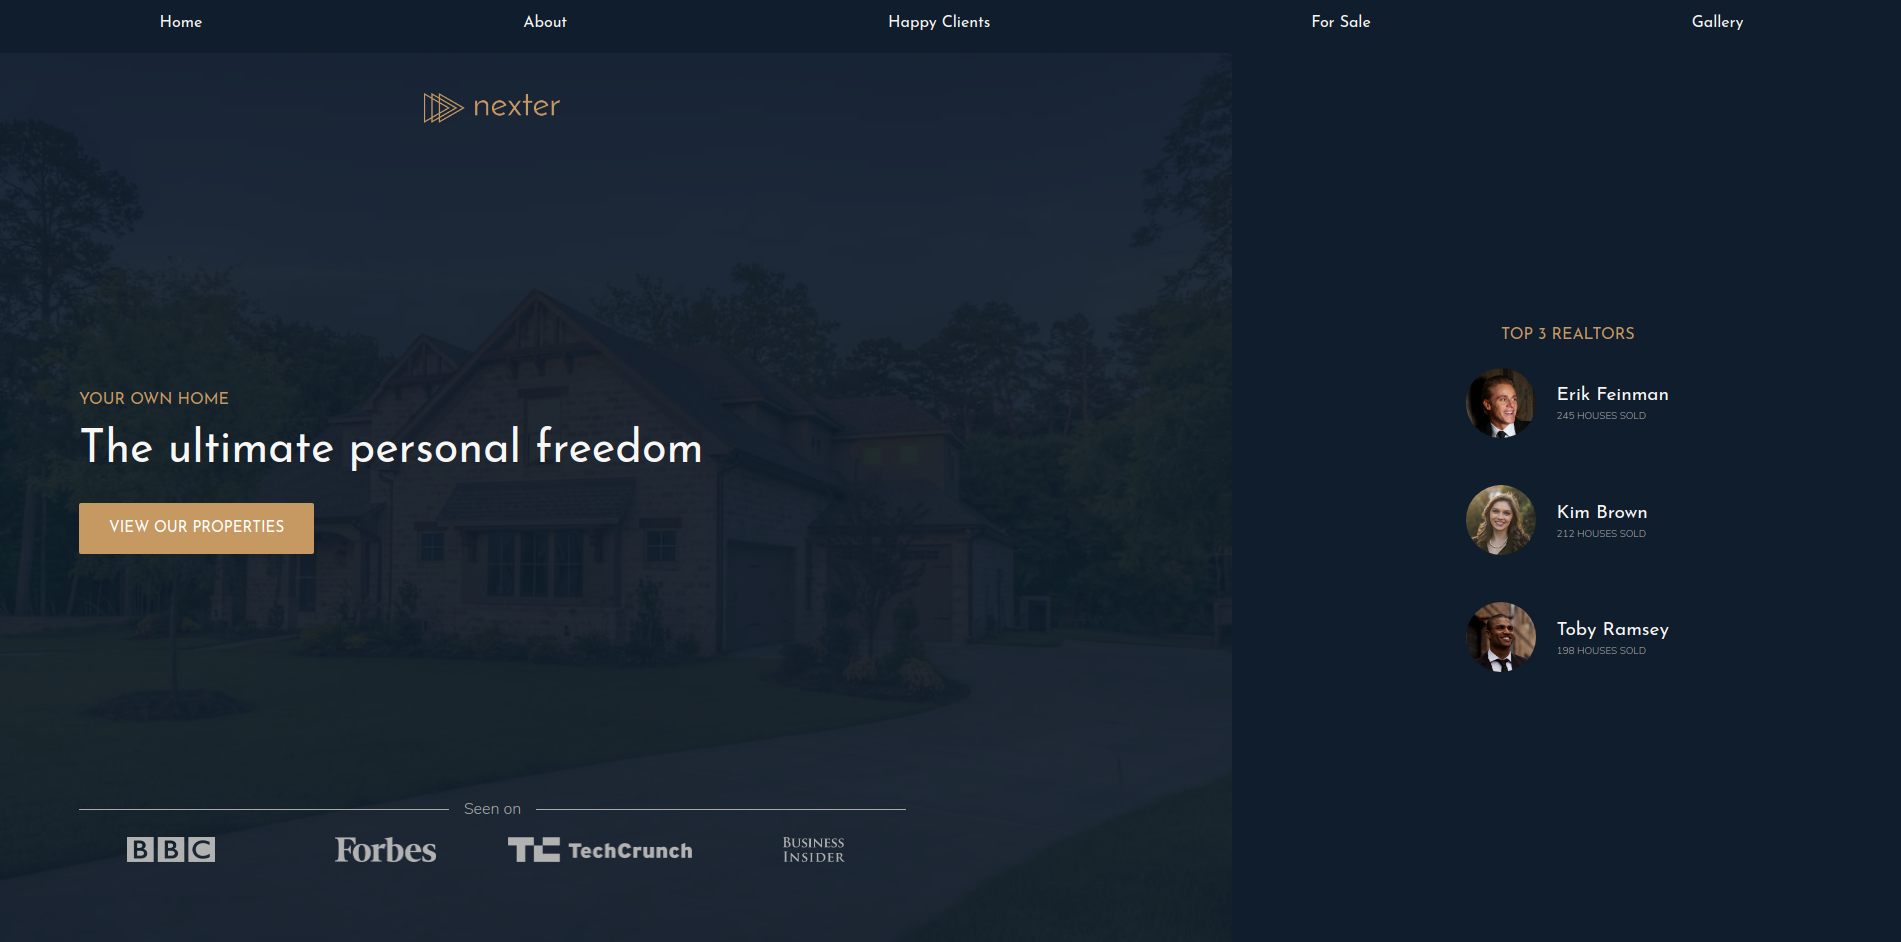 Home
About
Happy Clients
For Sale
Gallery
nexter
YOUR OWN HOME
The ultimate personal freedom
VIEW OUR PROPERTIES
Seen on
BBC
Forbes
TC TechCrunch
BUSINESS
INSIDER
TOP 3 REALTORS
Erik Feinman
245 HOUSES SOLD
Kim Brown
212 HOUSES SOLD
Toby Ramsey
198 HOUSES SOLD